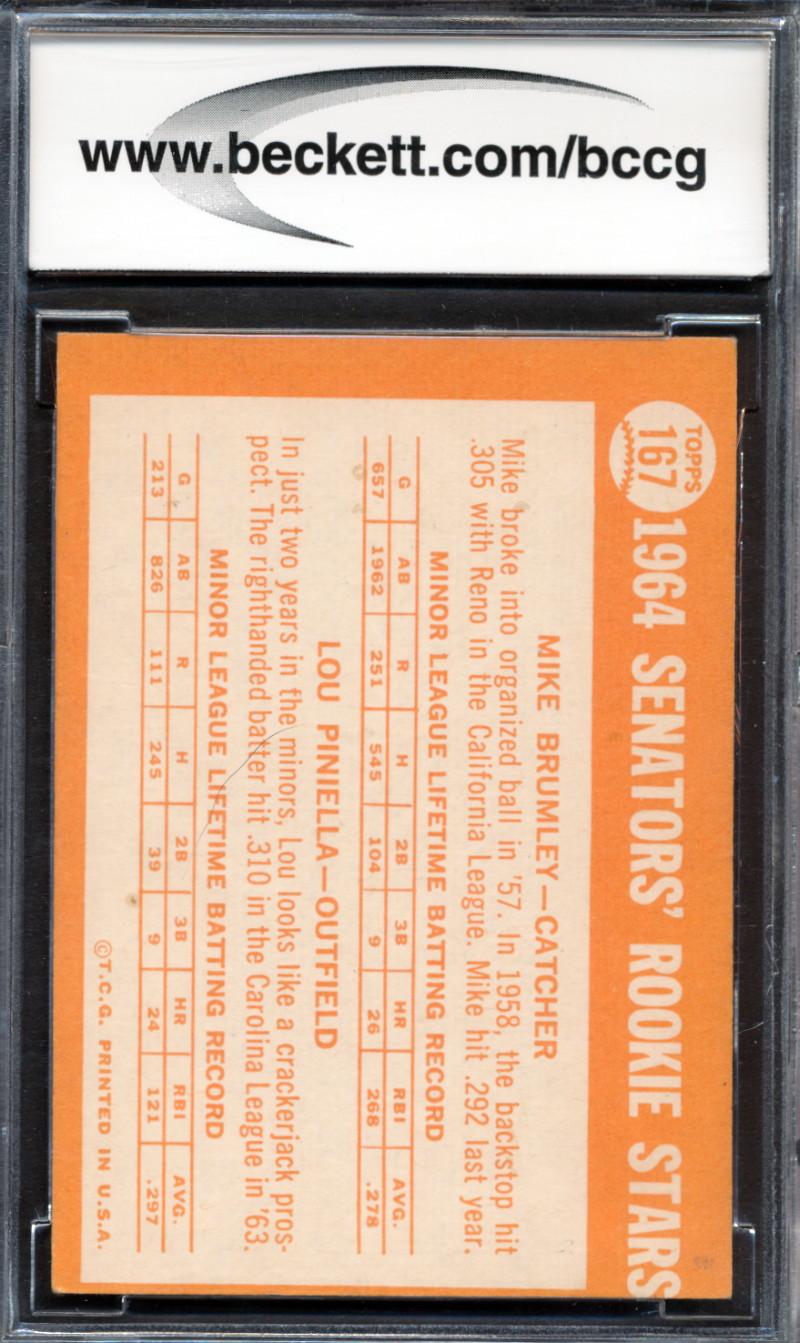 www.beckett.com/bccg
TOPPS
167
1964 SENATORS' ROOKIE STARS
MIKE BRUMLEY—CATCHER
Mike broke into organized ball in '57. In 1958, the backstop hit
.305 with Reno in the California League. Mike hit .292 last year.
MINOR LEAGUE LIFETIME BATTING RECORD
G AB R H 2B 3B HR RBI AVG.
657 1962 251 545 104 9 26 268 .278
LOU PINIELLA—OUTFIELD
In just two years in the minors, Lou looks like a crackerjack pros-
pect. The righthanded batter hit .310 in the Carolina League in '63.
MINOR LEAGUE LIFETIME BATTING RECORD
G AB R H 2B 3B HR RBI AVG.
213 826 111 245 39 9 24 121 .297
©T.C.G. PRINTED IN U.S.A.